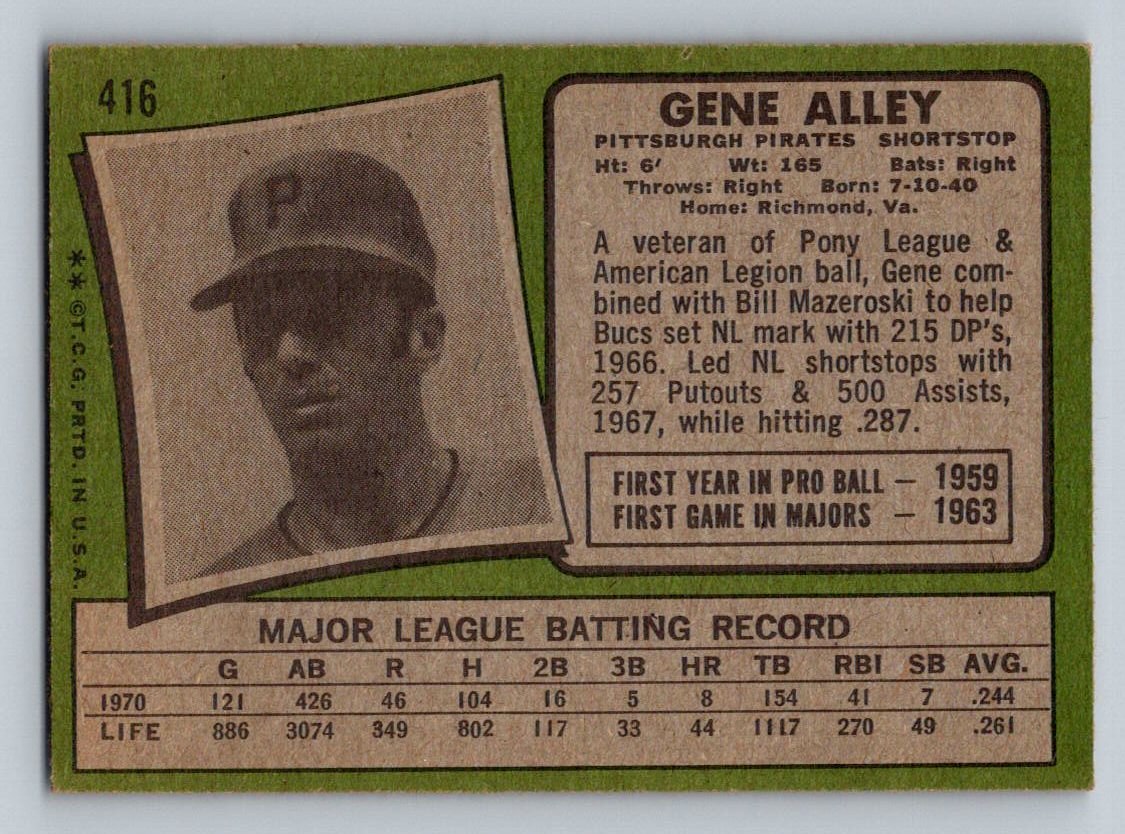 416
P
** ©T.C.G. PRTD. IN U.S.A.
GENE ALLEY
PITTSBURGH PIRATES SHORTSTOP
Ht: 6' Wt: 165 Bats: Right
Throws: Right Born: 7-10-40
Home: Richmond, Va.
A veteran of Pony League &
American Legion ball, Gene com-
bined with Bill Mazeroski to help
Bucs set NL mark with 215 DP's,
1966. Led NL shortstops with
257 Putouts & 500 Assists,
1967, while hitting .287.
FIRST YEAR IN PRO BALL — 1959
FIRST GAME IN MAJORS — 1963
MAJOR LEAGUE BATTING RECORD
G AB R H 2B 3B HR TB RBI SB AVG.
1970 121 426 46 104 16 5 8 154 41 7 .244
LIFE 886 3074 349 802 117 33 44 1117 270 49 .261